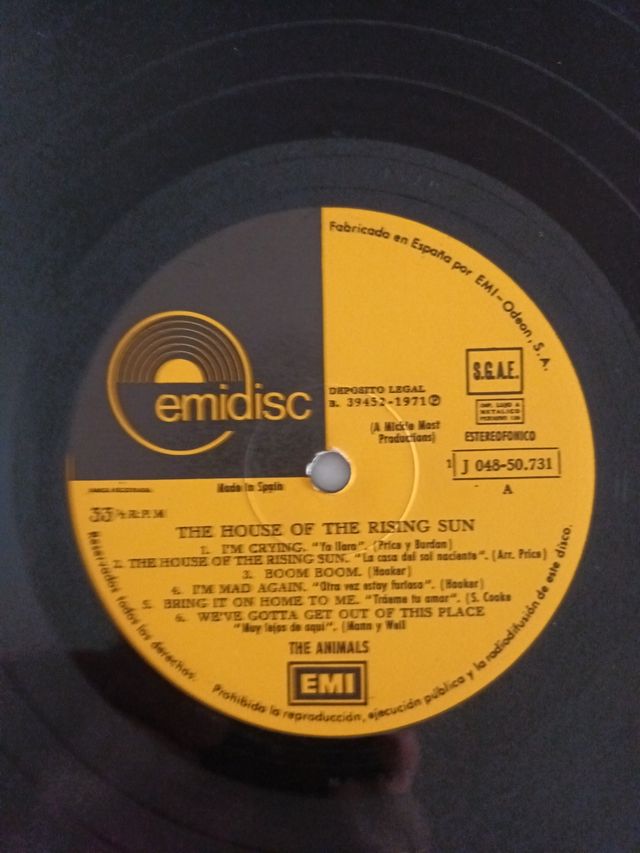 Fabricado en España por EMI-Odeon, S.A.
emidisc
DEPOSITO LEGAL
B. 39452-1971 Ⓟ
(A Mickie Most
Productions)
S.G.A.E.
ESTEREOFONICO
1 J 048-50.731
A
Made in Spain
33 R.P.M
THE HOUSE OF THE RISING SUN
1. I'M CRYING. "Ya lloro". (Price y Burdon)
2. THE HOUSE OF THE RISING SUN. "La casa del sol naciente". (Arr. Price)
3. BOOM BOOM. (Hooker)
4. I'M MAD AGAIN. "Otra vez estoy furioso". (Hooker)
5. BRING IT ON HOME TO ME. "Tráeme tu amor". (S. Cooke
6. WE'VE GOTTA GET OUT OF THIS PLACE
"Muy lejos de aquí". (Mann y Weil
THE ANIMALS
EMI
Reservados todos los derechos. Prohibida la reproducción, ejecución pública y la radiodifusión de este disco.